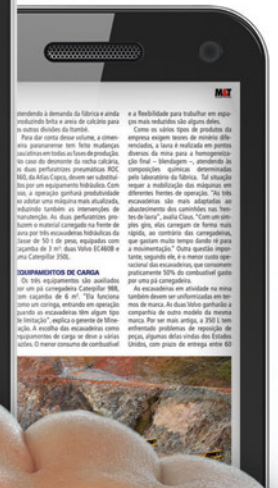 M&T
atendendo à demanda da fábrica e ainda
produzindo brita e areia de calcário para
as outras divisões da Itambé.
Para dar conta desse volume, a cimen-
teira paranaense tem feito mudanças
paulatinas em todas as fases de produção.
No caso do desmonte da rocha calcária,
as duas perfuratrizes pneumáticas ROC
da Atlas Copco, devem ser substituí-
das por um equipamento hidráulico. Com
isso, a operação ganhará produtividade
ao adotar uma máquina mais atualizada,
reduzindo também as intervenções de
manutenção. As duas perfuratrizes pro-
duzem o material carregado na frente de
lavra por três escavadeiras hidráulicas da
classe de 50 t de peso, equipadas com
caçamba de 3 m³: duas Volvo EC460B e
uma Caterpillar 350L.
EQUIPAMENTOS DE CARGA
Os três equipamentos são auxiliados
por um pá carregadeira Caterpillar 988,
com caçamba de 6 m³. "Ela funciona
como um coringa, entrando em operação
quando as escavadeiras têm algum tipo
de limitação", explica o gerente de Mine-
ração. A escolha das escavadeiras como
equipamentos de carga se deve a várias
razões. O menor consumo de combustível
e a flexibilidade para trabalhar em espa-
ços mais reduzidos são alguns deles.
Como os vários tipos de produtos da
empresa exigem teores de minério dife-
renciados, a lavra é realizada em pontos
diversos da mina para a homogeneiza-
ção final – blendagem –, atendendo às
composições químicas determinadas
pelo laboratório da fábrica. Tal situação
requer a mobilização das máquinas em
diferentes frentes de operação. "As três
escavadeiras são mais adaptadas ao
desnortecimento dos caminhões nas 'fren-
tes de lavra'", avalia Claus. "Com um sim-
ples giro, elas carregam de forma mais
rápida, ao contrário das carregadeiras,
que gastam muito tempo dando ré para
a movimentação." Outra questão impor-
tante, segundo ele, é o menor custo ope-
racional das escavadeiras, que consomem
praticamente 50% do combustível gasto
por uma pá carregadeira.
As escavadeiras em atividade na mina
também devem ser uniformizadas em ter-
mos de marca. As duas Volvo ganharão a
companhia de outro modelo da mesma
marca. Por ser mais antiga, a 350 L tem
enfrentado problemas de reposição de
peças, algumas delas vindas dos Estados
Unidos, com prazos de entrega entre 60